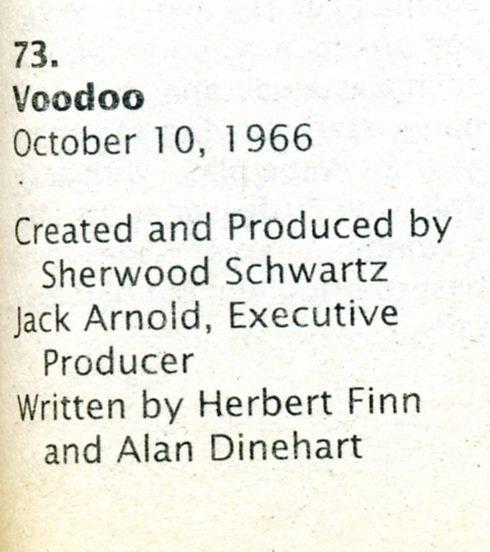 73.
Voodoo
October 10, 1966
Created and Produced by
Sherwood Schwartz
Jack Arnold, Executive
Producer
Written by Herbert Finn
and Alan Dinehart